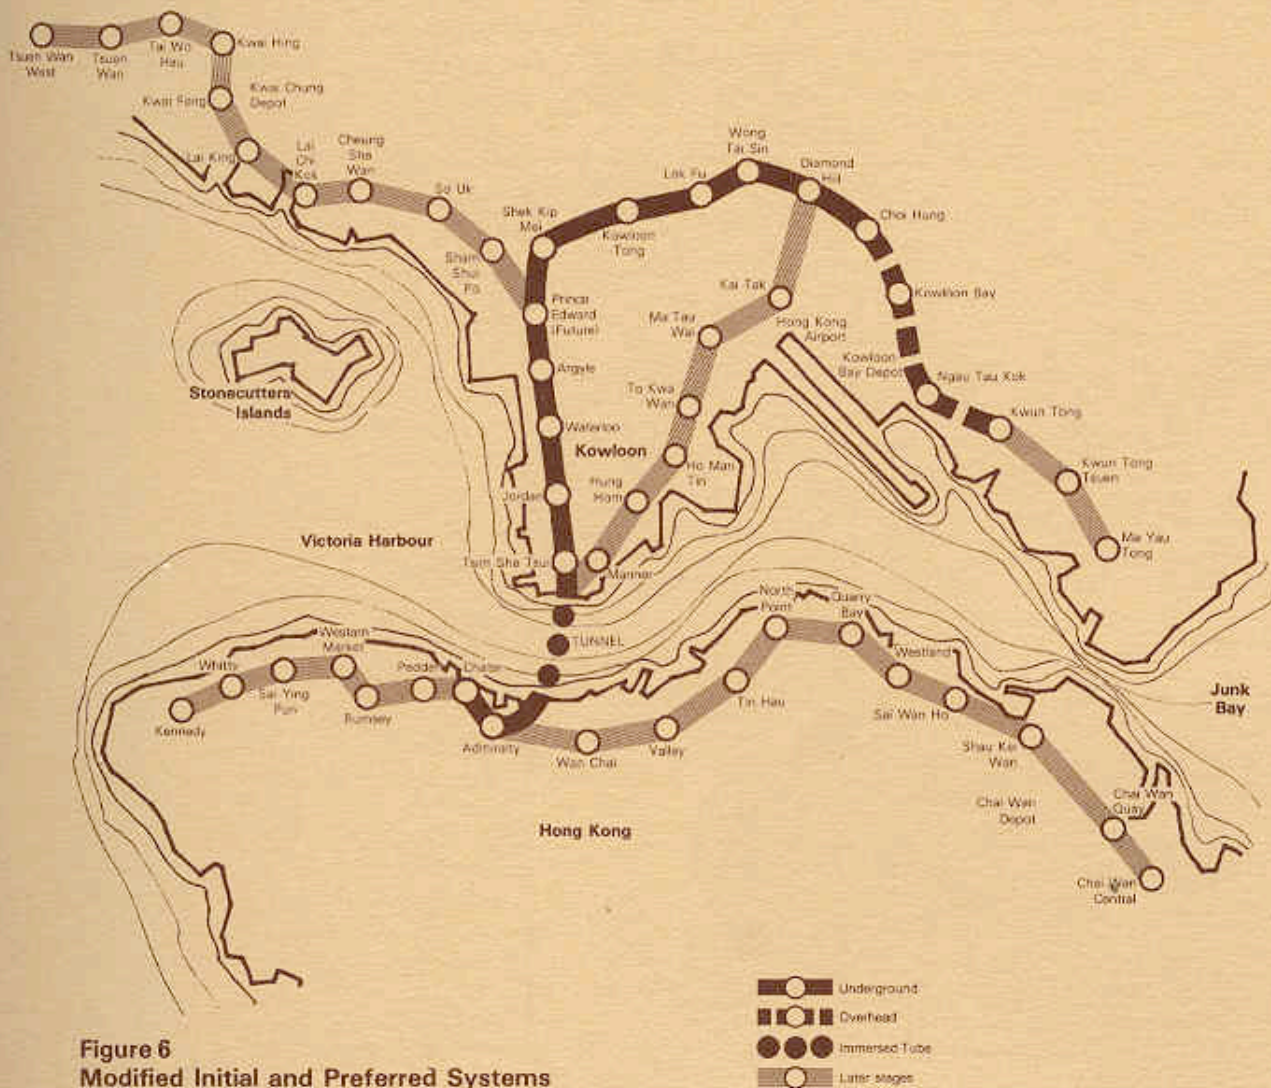 Tsuen Wan
West
Tsuen
Wan
Tai Wo
Hau
Kwai Hing
Kwai Fong
Kwai Chung
Depot
Lai King
Lai
Chi
Kok
Cheung
Sha
Wan
So Uk
Sham
Shui
Po
Shek Kip
Mei
Kowloon
Tong
Lok Fu
Wong
Tai Sin
Diamond
Hill
Choi Hung
Kowloon Bay
Kowloon
Bay Depot
Ngau Tau Kok
Kwun Tong
Kwun Tong
Tsuen
Ma Yau
Tong
Kai Tak
Hong Kong
Airport
Ma Tau
Wai
To Kwa
Wan
Ho Man
Tin
Hung
Hom
Mariner
Prince
Edward
(Future)
Argyle
Waterloo
Kowloon
Jordan
Tsim Sha Tsui
Stonecutters
Islands
Victoria Harbour
TUNNEL
Kennedy
Whitty
Sai Ying
Pun
Western
Market
Rumsey
Pedder
Chater
Admiralty
Wan Chai
Valley
Tin Hau
North
Point
Quarry
Bay
Westland
Sai Wan Ho
Shau Kei
Wan
Chai Wan
Depot
Chai Wan
Quay
Chai Wan
Central
Junk
Bay
Hong Kong
Underground
Overhead
Immersed Tube
Later stages
Figure 6
Modified Initial and Preferred Systems